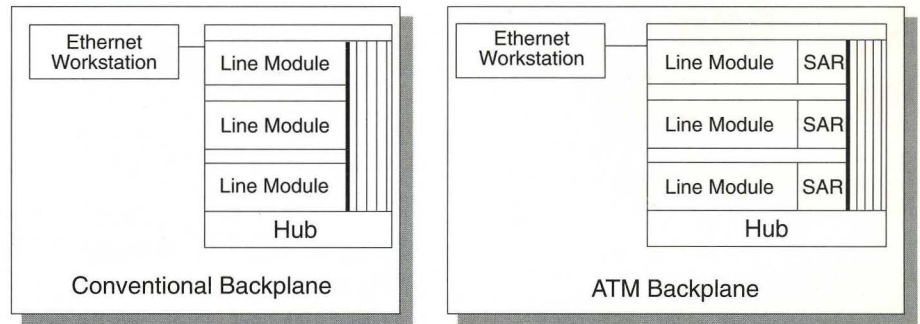 Ethernet
Workstation
Line Module
Line Module
Line Module
Hub
Conventional Backplane
Ethernet
Workstation
Line Module SAR
Line Module SAR
Line Module SAR
Hub
ATM Backplane